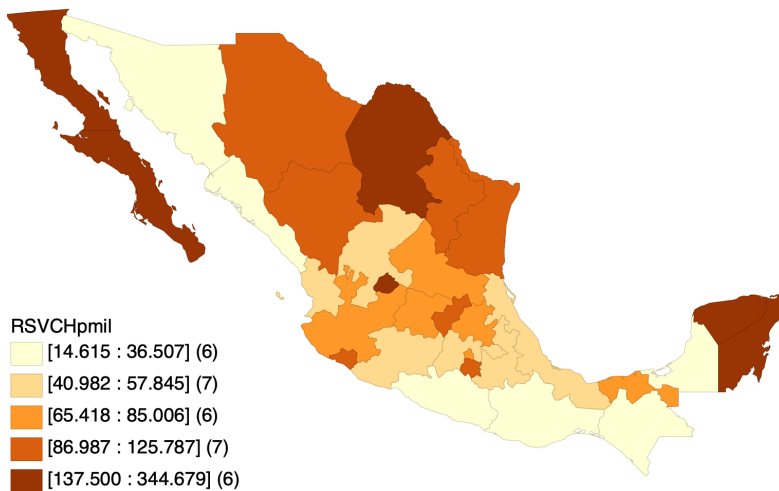 RSVCHpmil
[14.615 : 36.507] (6)
[40.982 : 57.845] (7)
[65.418 : 85.006] (6)
[86.987 : 125.787] (7)
[137.500 : 344.679] (6)